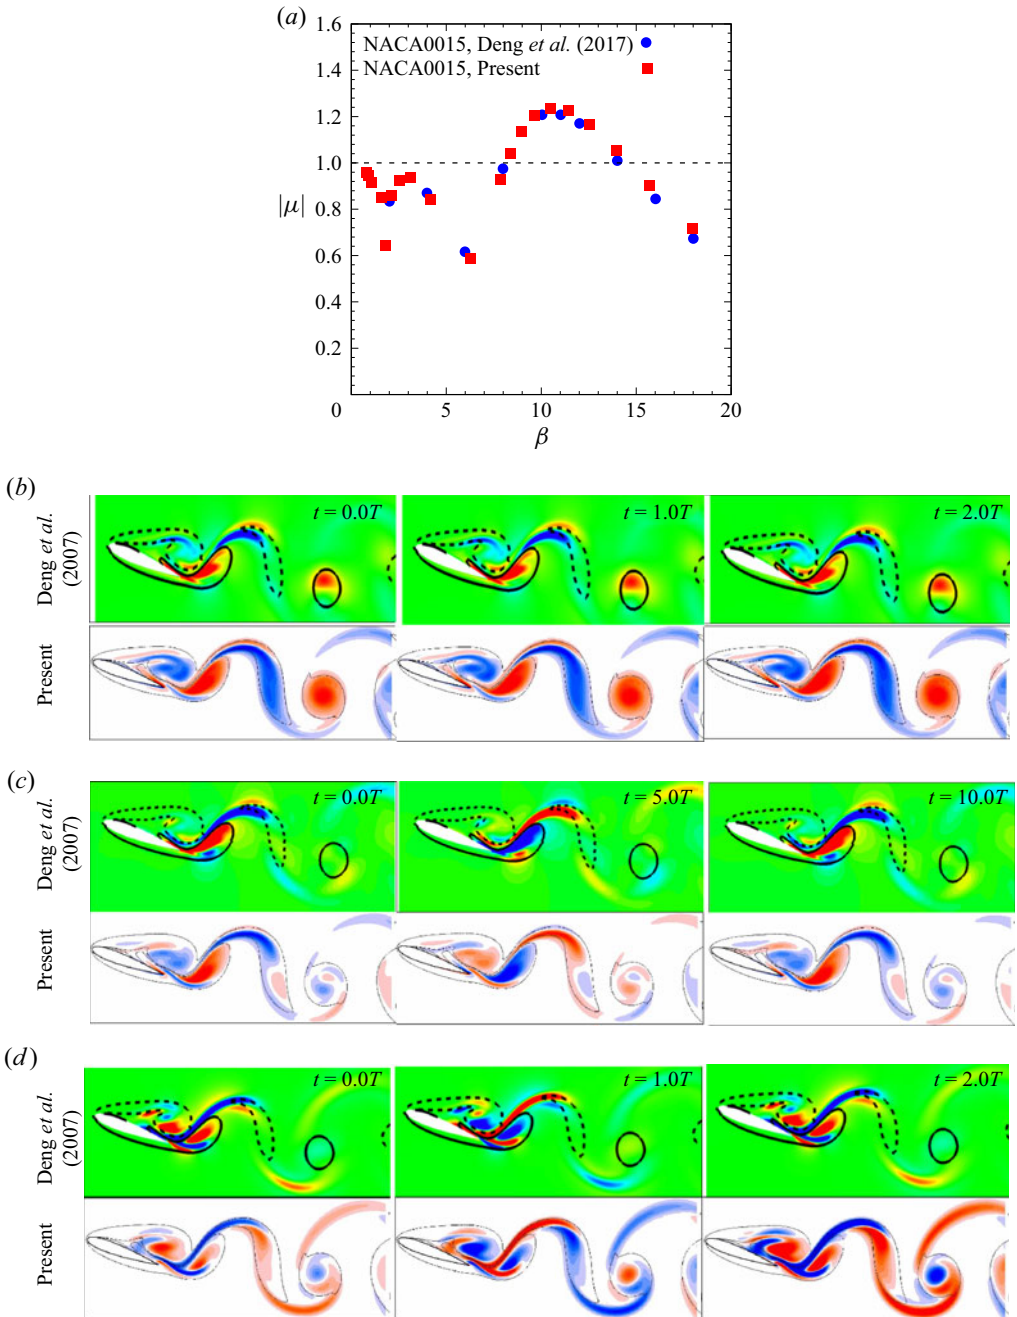 (a)
1.6
NACA0015, Deng et al. (2017)
1.4
NACA0015, Present
1.2
1.0
|μ|
0.8
0.6
0.4
0.2
0
5
10
15
20
β
(b)
Deng et al.
(2007)
t = 0.0T
t = 1.0T
t = 2.0T
Present
(c)
Deng et al.
(2007)
t = 0.0T
t = 5.0T
t = 10.0T
Present
(d)
Deng et al.
(2007)
t = 0.0T
t = 1.0T
t = 2.0T
Present